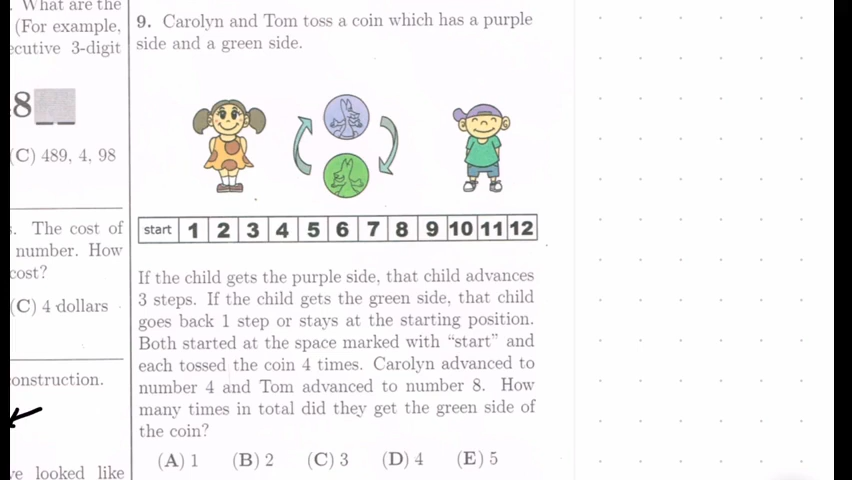 . What are the
(For example,
ecutive 3-digit
8
(C) 489, 4, 98
. The cost of
number. How
cost?
(C) 4 dollars
onstruction.
e looked like
9. Carolyn and Tom toss a coin which has a purple
side and a green side.
start 1 2 3 4 5 6 7 8 9 10 11 12
If the child gets the purple side, that child advances
3 steps. If the child gets the green side, that child
goes back 1 step or stays at the starting position.
Both started at the space marked with “start” and
each tossed the coin 4 times. Carolyn advanced to
number 4 and Tom advanced to number 8. How
many times in total did they get the green side of
the coin?
(A) 1 (B) 2 (C) 3 (D) 4 (E) 5